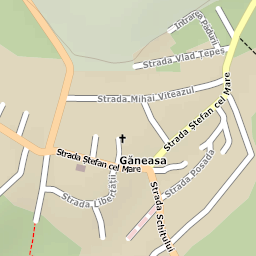 Intrarea Pădurii
Strada Vlad Țepeș
Strada Mihai Viteazul
Strada Ștefan cel Mare
Găneasa
Strada Ștefan cel Mare
Strada Posada
Strada Libertății
Strada Schitului